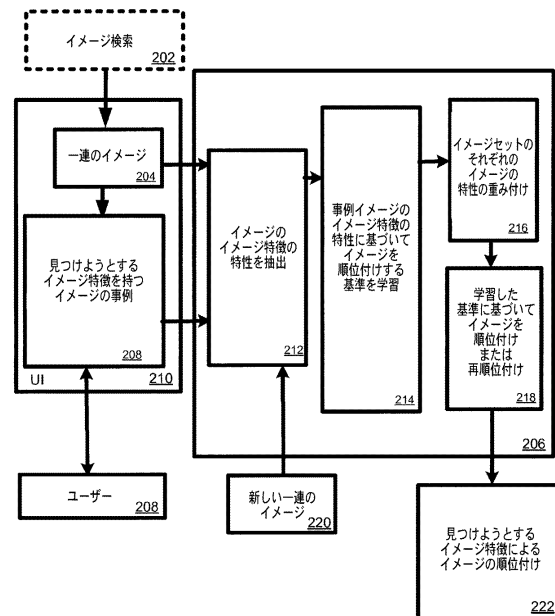 イメージ検索
202
一連のイメージ
204
見つけようとする
イメージ特徴を持つ
イメージの事例
208
UI
210
ユーザー
208
イメージの
イメージ特徴の
特性を抽出
212
事例イメージの
イメージ特徴の
特性に基づいて
イメージを
順位付けする
基準を学習
214
イメージセットの
それぞれの
イメージの
特性の重み付け
216
学習した
基準に基づいて
イメージを
順位付け
または
再順位付け
218
206
新しい一連の
イメージ
220
見つけようとする
イメージ特徴による
イメージの順位付け
222